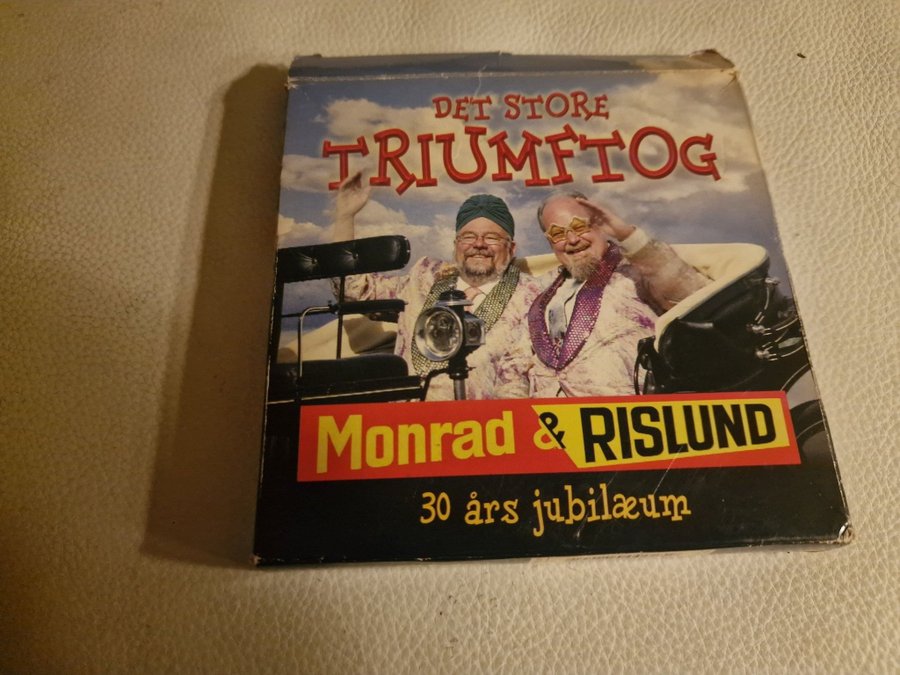 DET STORE
TRIUMFTOG
Monrad & RISLUND
30 års jubilæum